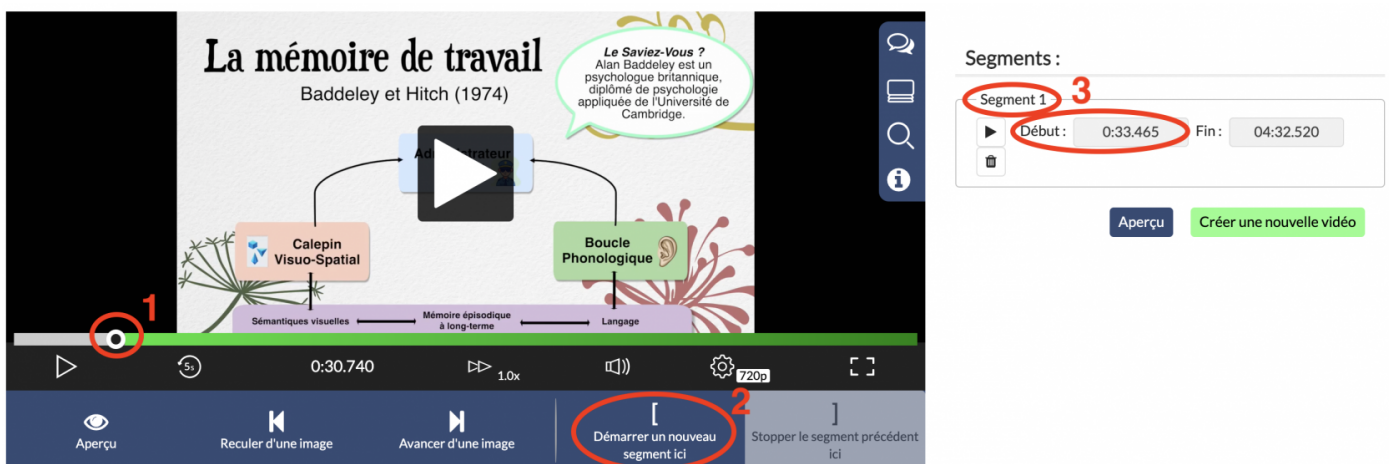 La mémoire de travail
Baddeley et Hitch (1974)
Le Saviez-Vous ?
Alan Baddeley est un
psychologue britannique,
diplômé de psychologie
appliquée de l'Université de
Cambridge.
Calepin
Visuo-Spatial
Boucle
Phonologique
Sémantiques visuelles
Mémoire épisodique
à long-terme
Langage
1
0:30.740
1.0x
720p
Aperçu
Reculer d'une image
Avancer d'une image
2
[
Démarrer un nouveau
segment ici
]
Stopper le segment précédent
ici
Segments :
Segment 1
3
Début : 0:33.465 Fin : 04:32.520
Aperçu
Créer une nouvelle vidéo